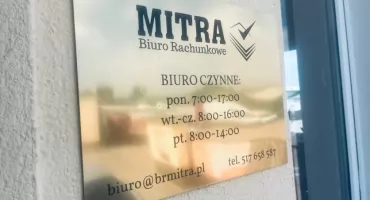 MITRA
Biuro Rachunkowe
BIURO CZYNNE:
pon. 7:00-17:00
wt.-cz. 8:00-16:00
pt. 8:00-14:00
tel. 517 658 587
biuro@brmitra.pl